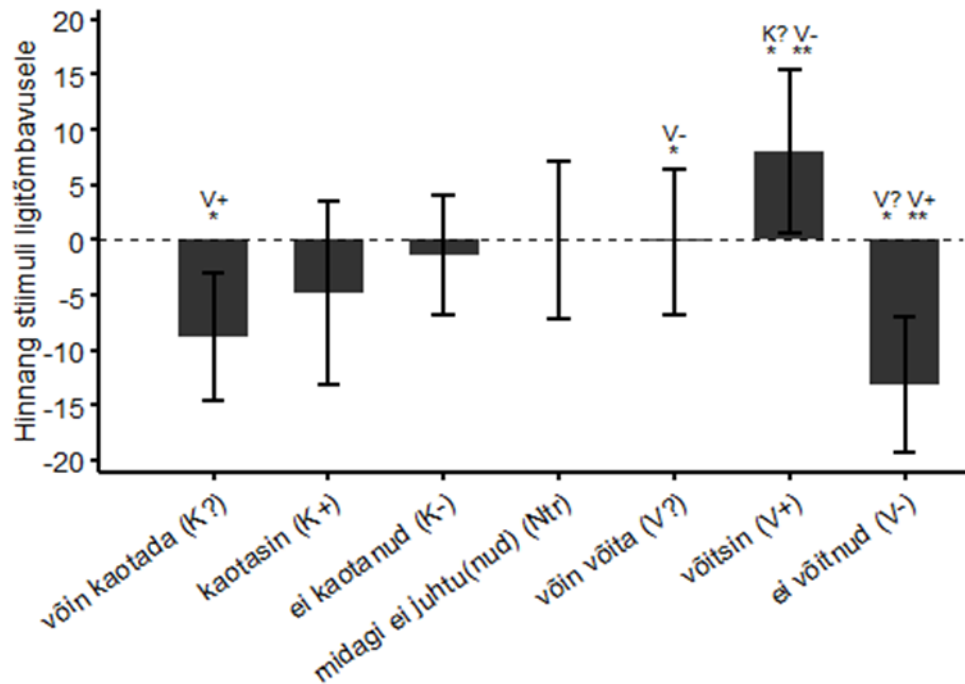 Hinnang stiimuli ligitõmbavusele
20
15
10
5
0
-5
-10
-15
-20
V+
*
V-
*
K? V-
* **
V? V+
* **
võin kaotada (K?)
kaotasin (K+)
ei kaotanud (K-)
midagi ei juhtu(nud) (Ntr)
võin võita (V?)
võitsin (V+)
ei võitnud (V-)